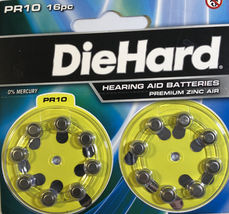 PR10 16pc
DieHard
HEARING AID BATTERIES
0% MERCURY
PREMIUM ZINC AIR
PR10